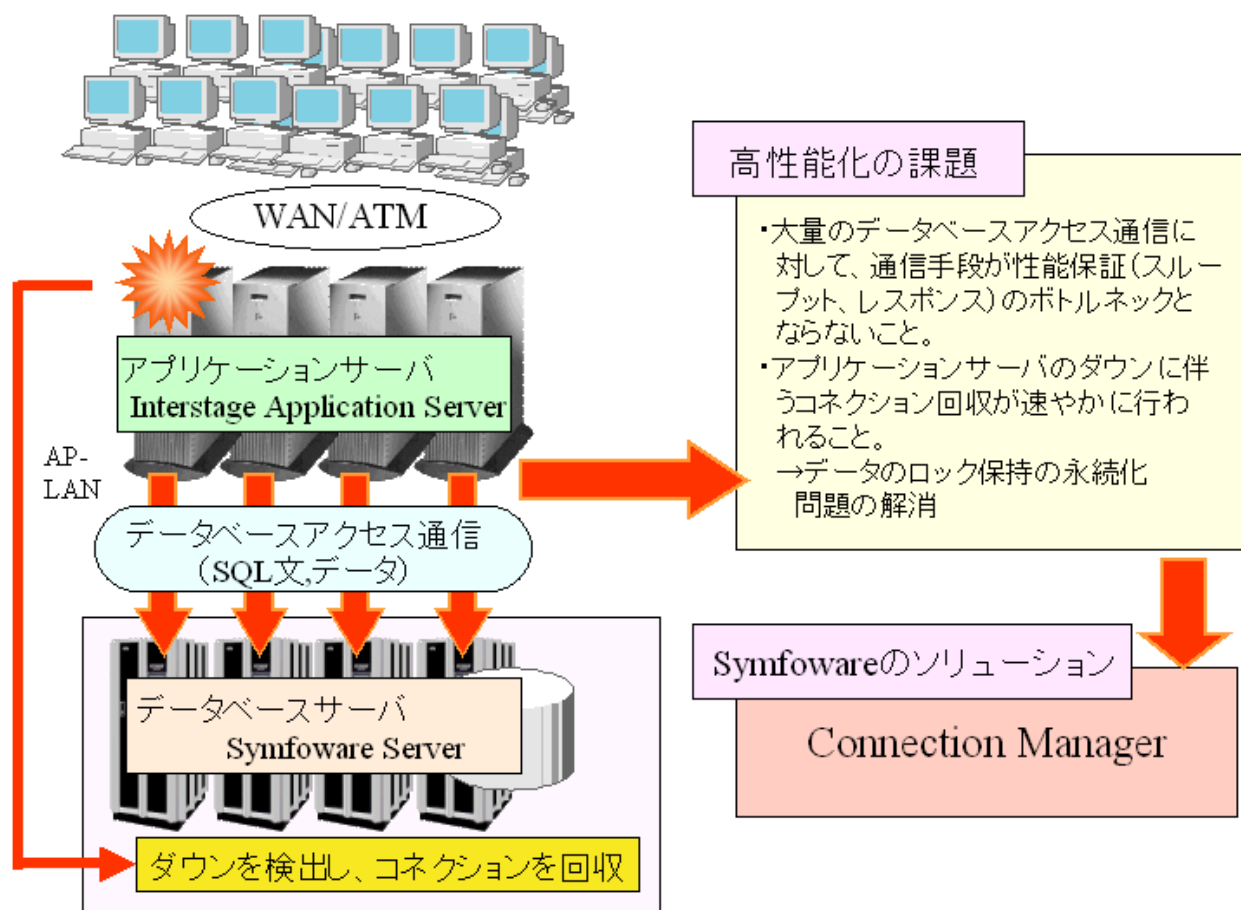 WAN/ATM
アプリケーションサーバ
Interstage Application Server
AP-
LAN
データベースアクセス通信
（SQL文,データ）
データベースサーバ
Symfoware Server
ダウンを検出し、コネクションを回収
高性能化の課題
・大量のデータベースアクセス通信に
対して、通信手段が性能保証（スルー
プット、レスポンス）のボトルネックと
ならないこと。
・アプリケーションサーバのダウンに伴
うコネクション回収が速やかに行わ
れること。
→データのロック保持の永続化
問題の解消
Symfowareのソリューション
Connection Manager